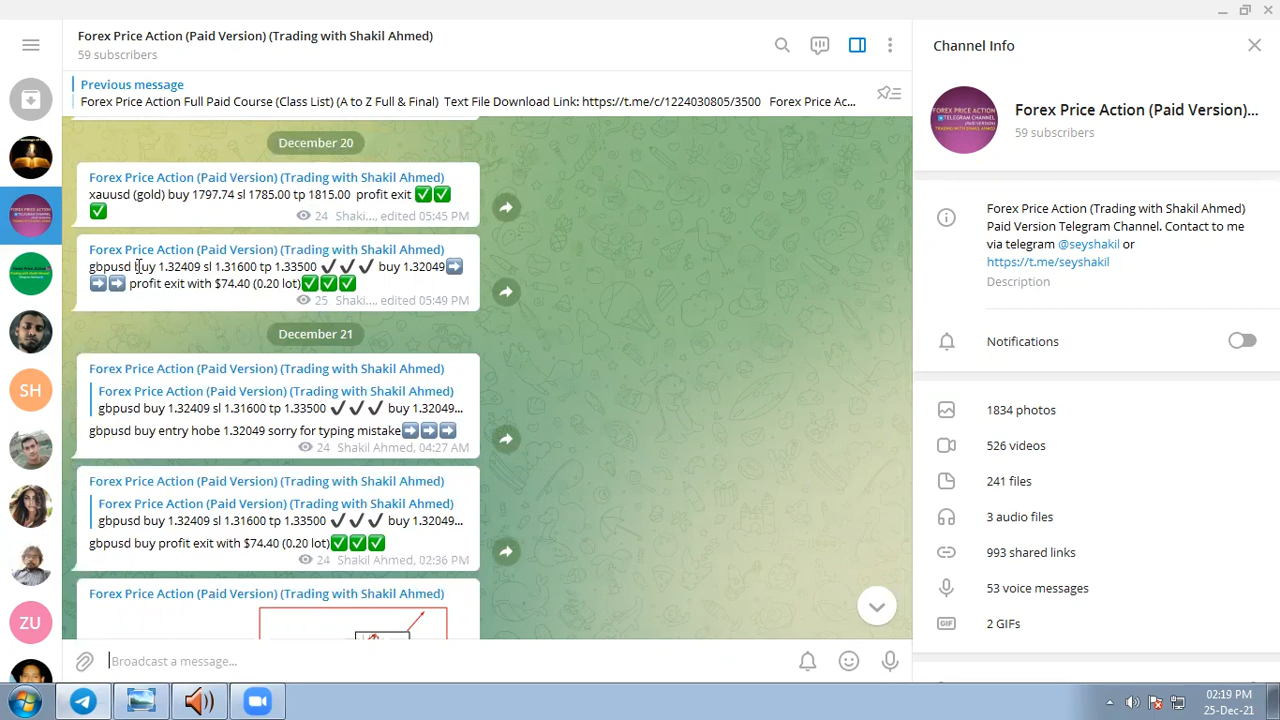 Forex Price Action (Paid Version) (Trading with Shakil Ahmed)
59 subscribers
Previous message
Forex Price Action Full Paid Course (Class List) (A to Z Full & Final) Text File Download Link: https://t.me/c/1224030805/3500 Forex Price Ac...
December 20
Forex Price Action (Paid Version) (Trading with Shakil Ahmed)
xauusd (gold) buy 1797.74 sl 1785.00 tp 1815.00 profit exit ✅✅
✅
24 Shaki..., edited 05:45 PM
Forex Price Action (Paid Version) (Trading with Shakil Ahmed)
gbpusd buy 1.32409 sl 1.31600 tp 1.33500 ✔✔✔ buy 1.32049➡
➡➡ profit exit with $74.40 (0.20 lot)✅✅✅
25 Shaki..., edited 05:49 PM
December 21
Forex Price Action (Paid Version) (Trading with Shakil Ahmed)
Forex Price Action (Paid Version) (Trading with Shakil Ahmed)
gbpusd buy 1.32409 sl 1.31600 tp 1.33500 ✔✔✔ buy 1.32049...
gbpusd buy entry hobe 1.32049 sorry for typing mistake➡➡➡
24 Shakil Ahmed, 04:27 AM
Forex Price Action (Paid Version) (Trading with Shakil Ahmed)
Forex Price Action (Paid Version) (Trading with Shakil Ahmed)
gbpusd buy 1.32409 sl 1.31600 tp 1.33500 ✔✔✔ buy 1.32049...
gbpusd buy profit exit with $74.40 (0.20 lot)✅✅✅
24 Shakil Ahmed, 02:36 PM
Forex Price Action (Paid Version) (Trading with Shakil Ahmed)
Broadcast a message...
SH
ZU
Channel Info
FOREX PRICE ACTION
TELEGRAM CHANNEL
(PAID VERSION)
TRADING WITH SHAKIL AHMED
Forex Price Action (Paid Version)...
59 subscribers
Forex Price Action (Trading with Shakil Ahmed)
Paid Version Telegram Channel. Contact to me
via telegram @seyshakil or
https://t.me/seyshakil
Description
Notifications
1834 photos
526 videos
241 files
3 audio files
993 shared links
53 voice messages
GIF
2 GIFs
02:19 PM
25-Dec-21